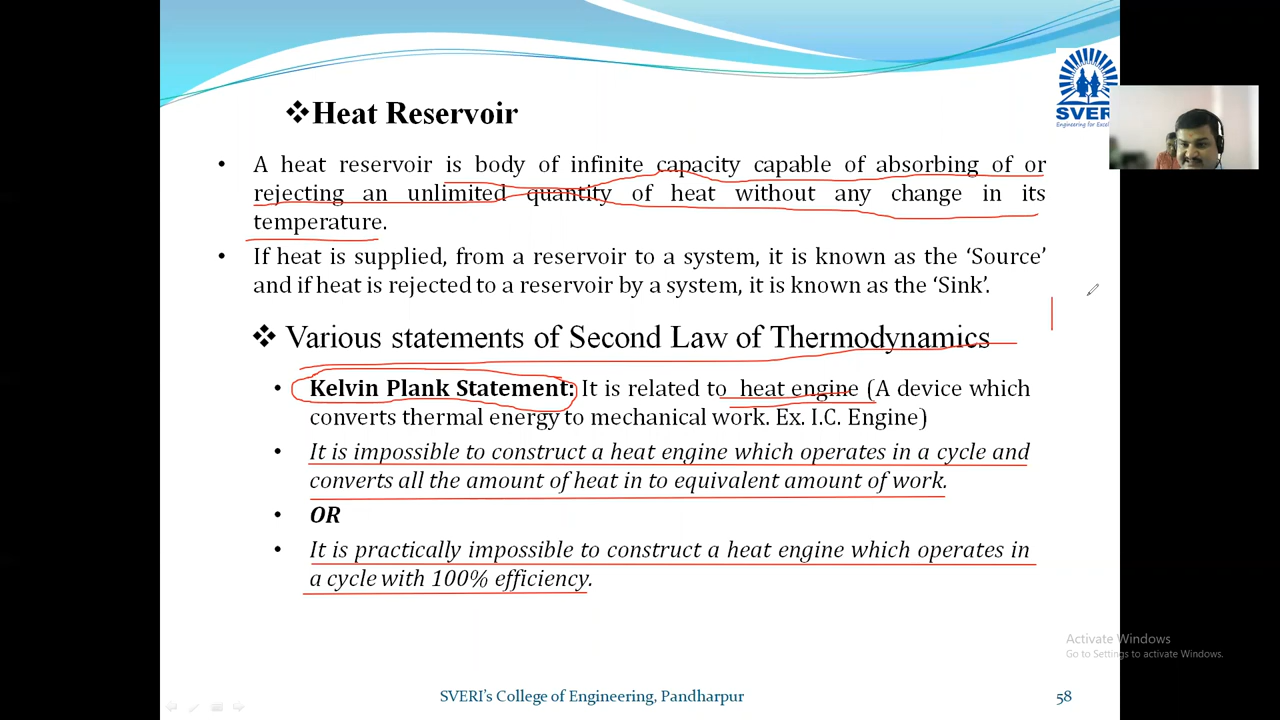 ❖Heat Reservoir
SVERI
Engineering for Excel
• A heat reservoir is body of infinite capacity capable of absorbing of or
rejecting an unlimited quantity of heat without any change in its
temperature.
• If heat is supplied, from a reservoir to a system, it is known as the ‘Source’
and if heat is rejected to a reservoir by a system, it is known as the ‘Sink’.
❖ Various statements of Second Law of Thermodynamics
• Kelvin Plank Statement: It is related to heat engine (A device which
converts thermal energy to mechanical work. Ex. I.C. Engine)
• It is impossible to construct a heat engine which operates in a cycle and
converts all the amount of heat in to equivalent amount of work.
• OR
• It is practically impossible to construct a heat engine which operates in
a cycle with 100% efficiency.
Activate Windows
Go to Settings to activate Windows.
SVERI’s College of Engineering, Pandharpur
58